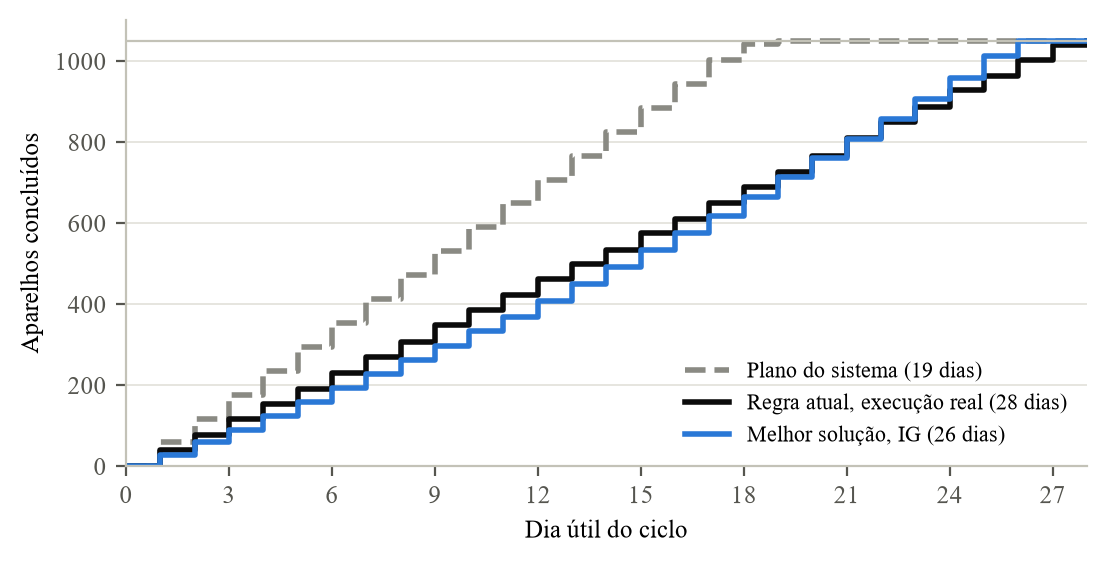 1000
800
600
400
200
0
Aparelhos concluídos
Plano do sistema (19 dias)
Regra atual, execução real (28 dias)
Melhor solução, IG (26 dias)
0 3 6 9 12 15 18 21 24 27
Dia útil do ciclo